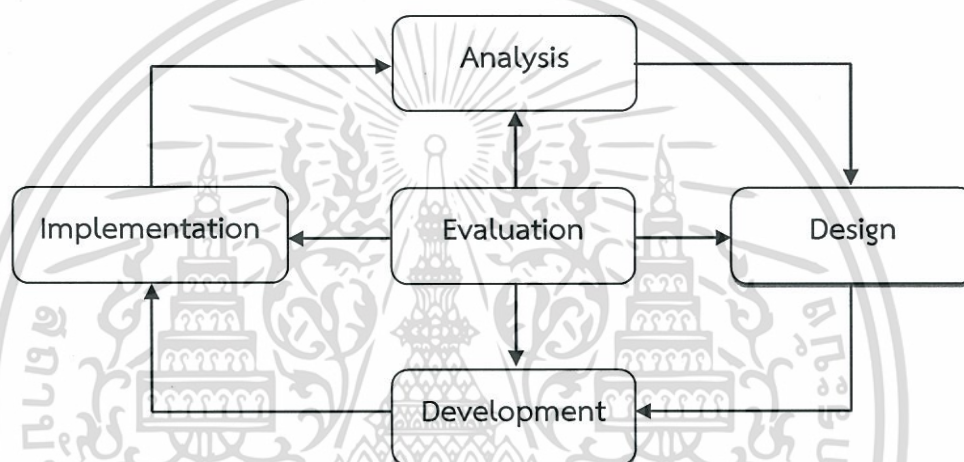 Analysis
Implementation
Evaluation
Design
Development